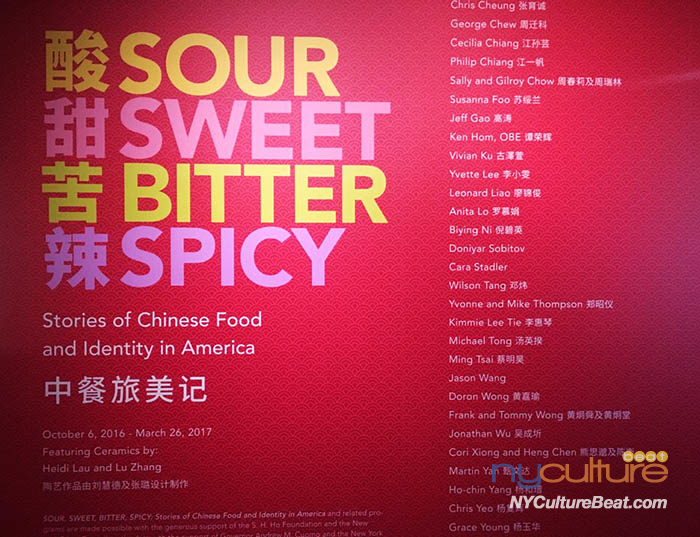 酸 SOUR
甜 SWEET
苦 BITTER
辣 SPICY
Stories of Chinese Food
and Identity in America
中餐旅美记
October 6, 2016 - March 26, 2017
Featuring Ceramics by:
Heidi Lau and Lu Zhang
陶艺作品由刘慧德及张璐设计制作
SOUR, SWEET, BITTER, SPICY: Stories of Chinese Food and Identity in America and related pro-
grams are made possible with the generous support of the S. H. Ho Foundation and the New
Chris Cheung 张育诚
George Chew 周迁科
Cecilia Chiang 江孙芸
Philip Chiang 江一帆
Sally and Gilroy Chow 周春莉及周瑞林
Susanna Foo 苏绥兰
Jeff Gao 高涛
Ken Hom, OBE 谭荣辉
Vivian Ku 古潭萱
Yvette Lee 李小雯
Leonard Liao 廖锦俊
Anita Lo 罗慕娟
Biying Ni 倪碧英
Doniyar Sobitov
Cara Stadler
Wilson Tang 邓炜
Yvonne and Mike Thompson 郑昭仪
Kimmie Lee Tie 李惠琴
Michael Tong 汤英揆
Ming Tsai 蔡明昊
Jason Wang
Doron Wong 黄嘉瑜
Frank and Tommy Wong 黄炯舜及黄炯堂
Jonathan Wu 吴成圻
Cori Xiong and Heng Chen 熊思遐及陈
Martin Yan
Ho-chin Yang
Chris Yeo
Grace Young 杨玉华
nyculture beat
NYCultureBeat.com